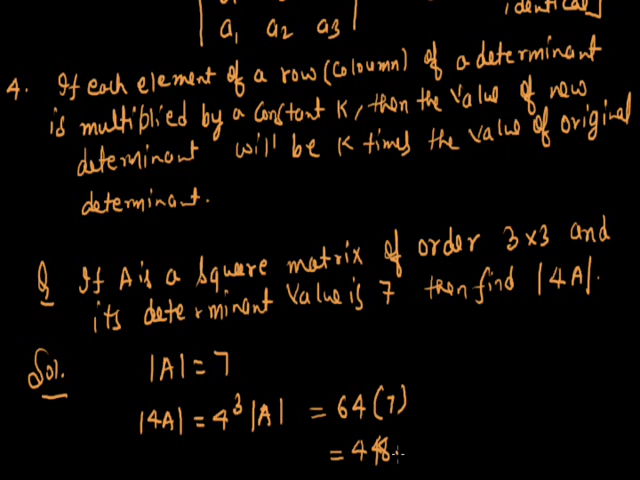 identical]
a₁ a₂ a₃
4. If each element of a row (Coloumn) of a determinant
is multiplied by a constant K, then the value of new
determinant will be K times the value of original
determinant.
Q If A is a square matrix of order 3x3 and
its determinant value is 7 then find |4A|.
Sol. |A| = 7
|4A| = 4³ |A| = 64(7)
= 448